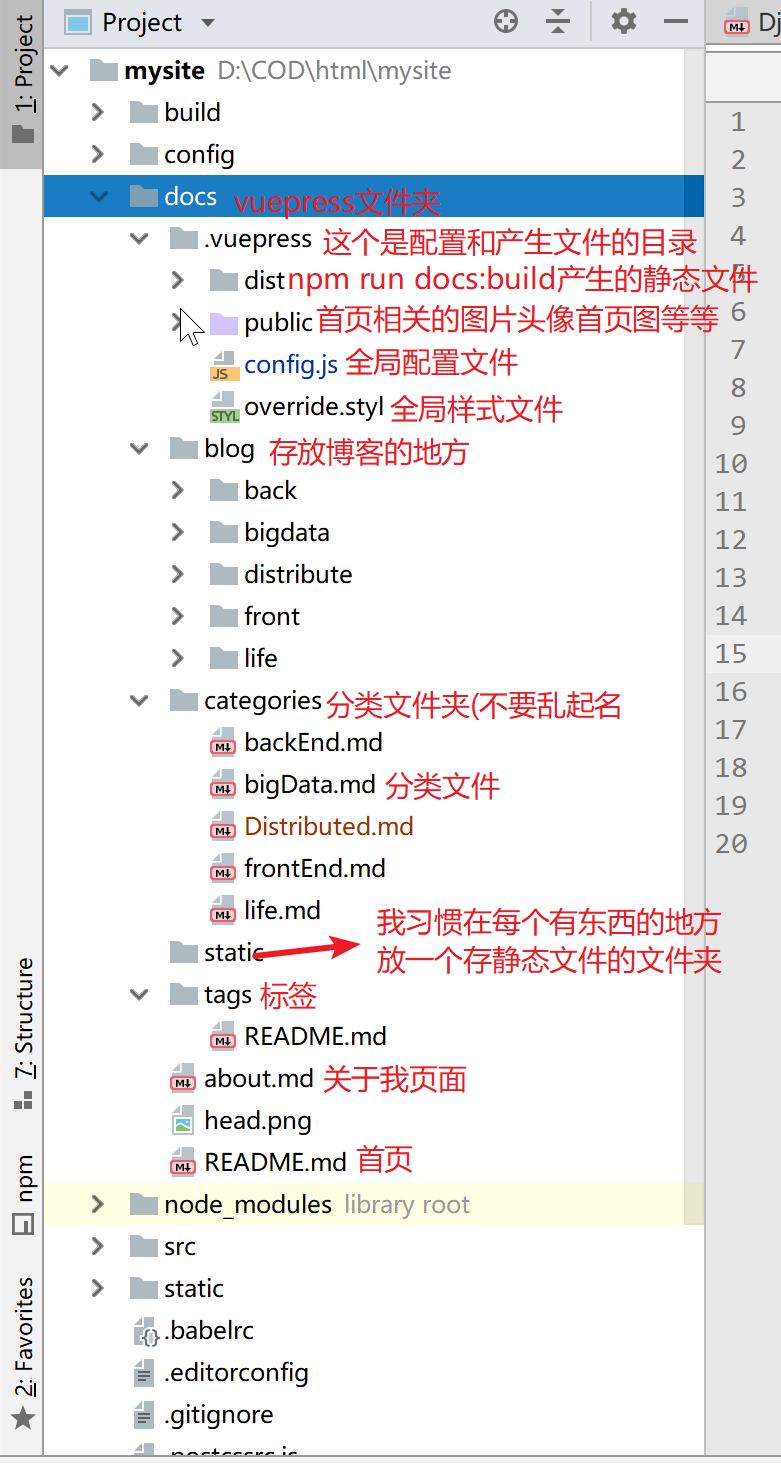 Project
Dj
1: Project
mysite D:\COD\html\mysite
build
config
docs vuepress文件夹
.vuepress 这个是配置和产生文件的目录
dist npm run docs:build产生的静态文件
public 首页相关的图片头像首页图等等
config.js 全局配置文件
override.styl 全局样式文件
blog 存放博客的地方
back
bigdata
distribute
front
life
categories 分类文件夹(不要乱起名
backEnd.md
bigData.md 分类文件
Distributed.md
frontEnd.md
life.md
我习惯在每个有东西的地方
放一个存静态文件的文件夹
static
tags 标签
README.md
about.md 关于我页面
head.png
README.md 首页
node_modules library root
src
static
.babelrc
.editorconfig
.gitignore
.postcssrc.js
7: Structure
npm
2: Favorites
1
2
3
4
5
6
7
8
9
10
11
12
13
14
15
16
17
18
19
20